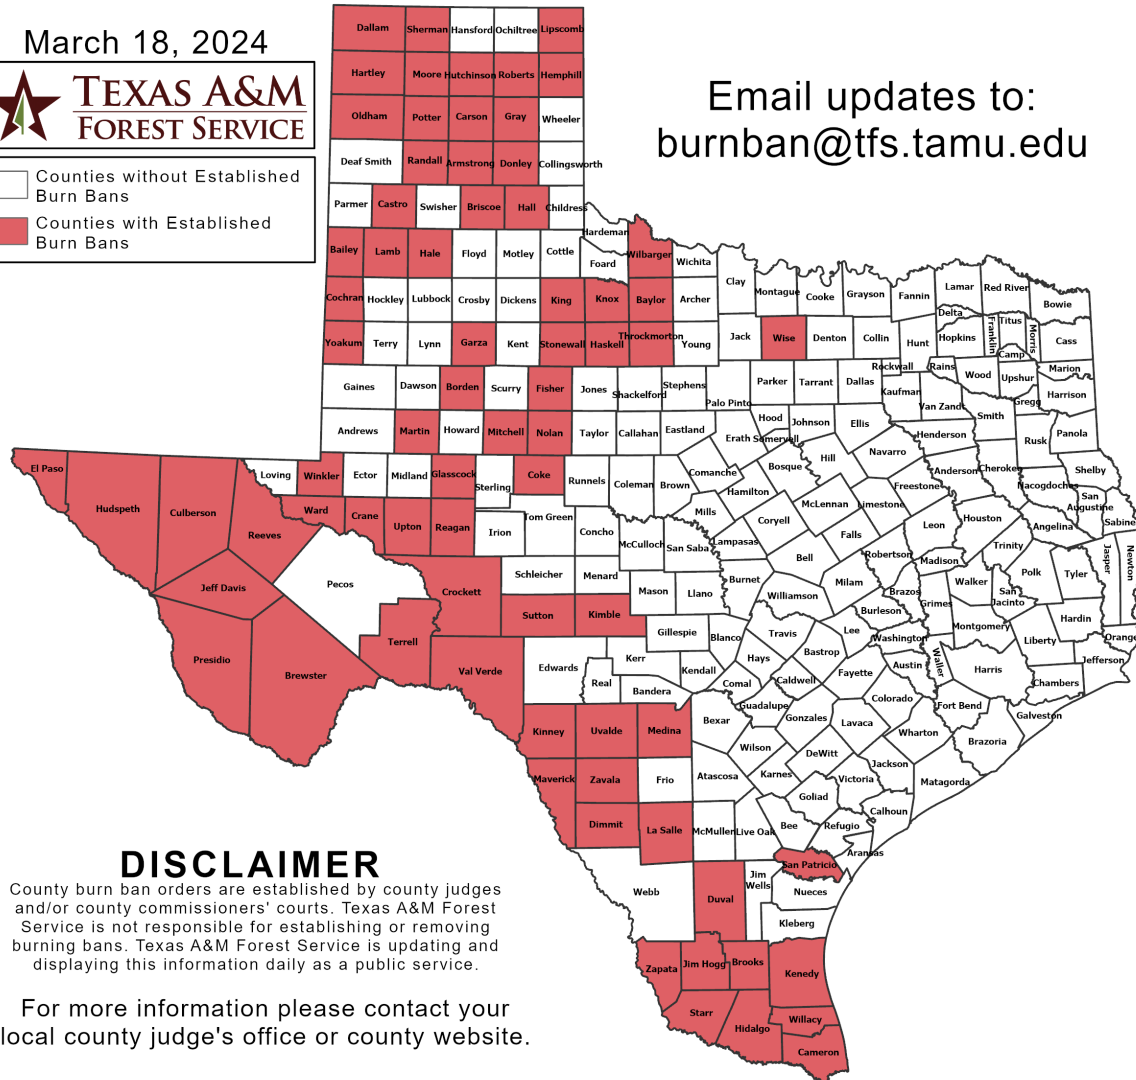 March 18, 2024
TEXAS A&M
FOREST SERVICE
Counties without Established
Burn Bans
Counties with Established
Burn Bans
Email updates to:
burnban@tfs.tamu.edu
Dallam Sherman Hansford Ochiltree Lipscomb
Hartley Moore Hutchinson Roberts Hemphill
Oldham Potter Carson Gray Wheeler
Deaf Smith Randall Armstrong Donley Collingsworth
Parmer Castro Swisher Briscoe Hall Childress
Hardeman
Bailey Lamb Hale Floyd Motley Cottle Foard Wilbarger Wichita
Clay Montague Cooke Grayson Fannin Lamar Red River Bowie
Cochran Hockley Lubbock Crosby Dickens King Knox Baylor Archer
Delta Titus Franklin Morris
Yoakum Terry Lynn Garza Kent Stonewall Haskell Throckmorton Young Jack Wise Denton Collin Hunt Hopkins Camp Cass
Rockwall Rains Wood Upshur Marion
Gaines Dawson Borden Scurry Fisher Jones Shackelford Stephens Palo Pinto Parker Tarrant Dallas Kaufman Van Zandt Smith Gregg Harrison
Andrews Martin Howard Mitchell Nolan Taylor Callahan Eastland Erath Hood Somervell Johnson Ellis Henderson Rusk Panola
El Paso Hudspeth Culberson Reeves Loving Winkler Ector Midland Glasscock Sterling Coke Runnels Coleman Brown Comanche Bosque Hill Navarro Anderson Cherokee Nacogdoches Shelby
Hamilton McLennan Limestone Freestone San
Augustine
Sabine
Ward Crane Upton Reagan Irion Tom Green Concho McCulloch San Saba Mills Lampasas Coryell Falls Leon Houston Angelina
Trinity Jasper Newton
Jeff Davis Pecos Crockett Schleicher Menard Mason Llano Burnet Bell Milam Robertson Madison Walker Polk Tyler
Williamson Brazos Grimes San
Jacinto
Presidio Brewster Terrell Val Verde Sutton Kimble Gillespie Blanco Travis Lee Burleson Washington Montgomery Liberty Hardin Orange
Edwards Real Kerr Kendall Bandera Hays Comal Caldwell Bastrop Fayette Austin Waller Harris Chambers Jefferson
Guadalupe Gonzales Lavaca Colorado Fort Bend Galveston
Kinney Uvalde Medina Bexar Wilson DeWitt Wharton Brazoria
Maverick Zavala Frio Atascosa Karnes Victoria Jackson Matagorda
Dimmit La Salle McMullen Live Oak Bee Goliad Refugio Calhoun Aransas
Webb Duval Jim
Wells
San Patricio
Nueces
Kleberg
Zapata Jim Hogg Brooks Kenedy
Starr Hidalgo Willacy
Cameron
DISCLAIMER
County burn ban orders are established by county judges
and/or county commissioners' courts. Texas A&M Forest
Service is not responsible for establishing or removing
burning bans. Texas A&M Forest Service is updating and
displaying this information daily as a public service.
For more information please contact your
local county judge's office or county website.